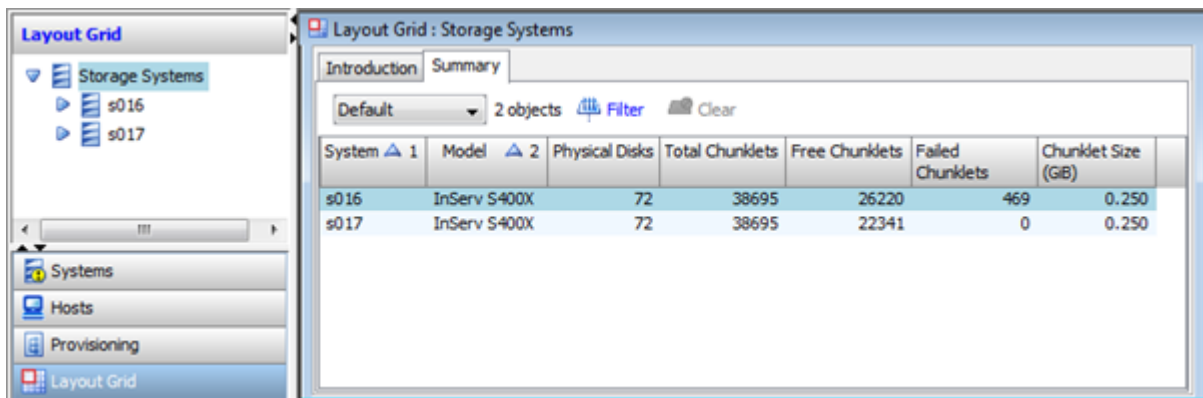 Layout Grid
Storage Systems
s016
s017
Systems
Hosts
Provisioning
Layout Grid
Layout Grid : Storage Systems
Introduction Summary
Default 2 objects Filter Clear
System 1 Model 2 Physical Disks Total Chunklets Free Chunklets Failed Chunklets Chunklet Size (GiB)
s016 InServ S400X 72 38695 26220 469 0.250
s017 InServ S400X 72 38695 22341 0 0.250